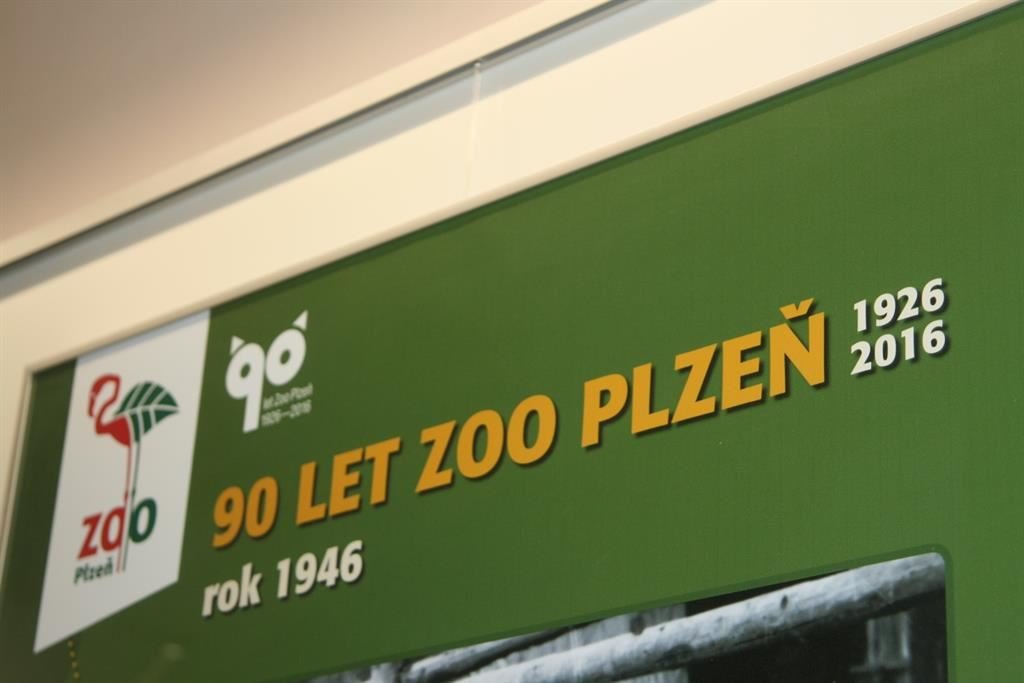 zoo
Plzeň
90
let Zoo Plzeň
1926—2016
90 LET ZOO PLZEŇ
1926
2016
rok 1946